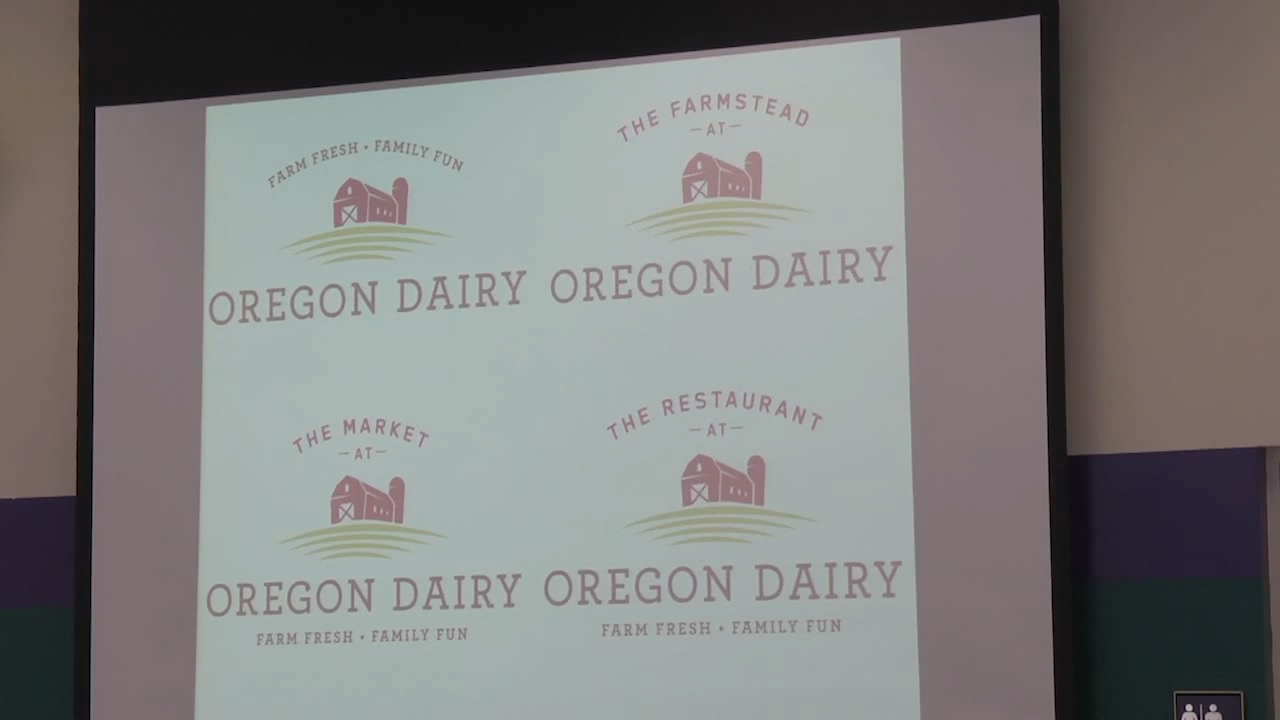 FARM FRESH • FAMILY FUN
OREGON DAIRY
THE FARMSTEAD
—AT—
OREGON DAIRY
THE MARKET
—AT—
OREGON DAIRY
FARM FRESH • FAMILY FUN
THE RESTAURANT
—AT—
OREGON DAIRY
FARM FRESH • FAMILY FUN